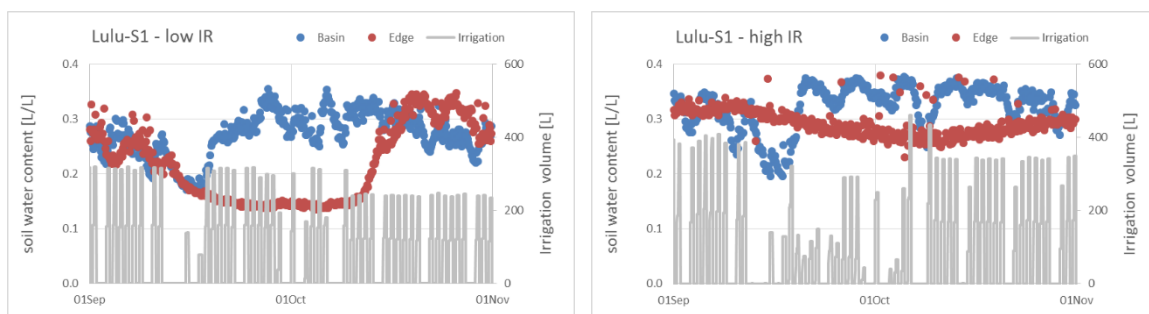 Lulu-S1 - low IR
Basin Edge Irrigation
0.4
0.3
0.2
0.1
0.0
soil water content [L/L]
600
400
200
0
Irrigation volume [L]
01Sep 01Oct 01Nov
Lulu-S1 - high IR
Basin Edge Irrigation
0.4
0.3
0.2
0.1
0.0
soil water content [L/L]
600
400
200
0
Irrigation volume [L]
01Sep 01Oct 01Nov